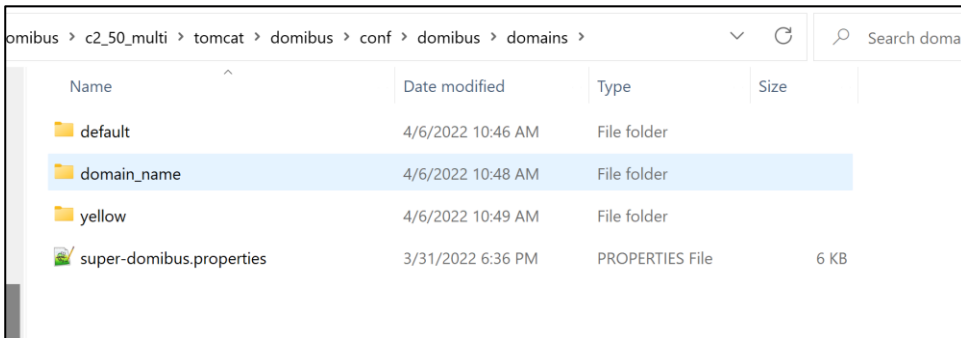 omibus > c2_50_multi > tomcat > domibus > conf > domibus > domains > Search doma
Name Date modified Type Size
default 4/6/2022 10:46 AM File folder
domain_name 4/6/2022 10:48 AM File folder
yellow 4/6/2022 10:49 AM File folder
super-domibus.properties 3/31/2022 6:36 PM PROPERTIES File 6 KB